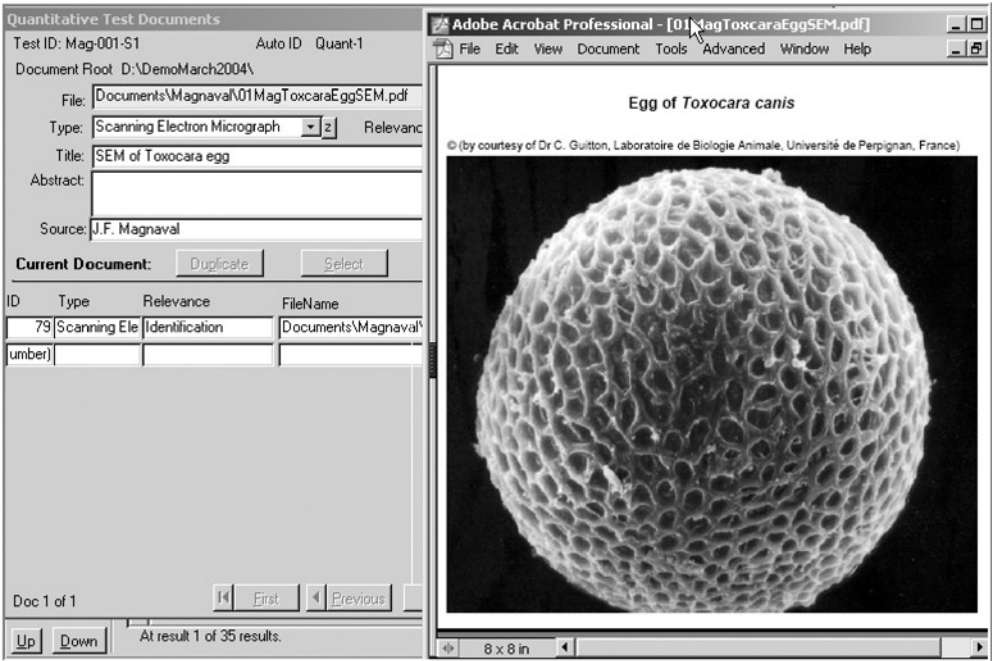 Quantitative Test Documents
Test ID: Mag-001-S1 Auto ID Quant-1
Document Root D:\DemoMarch2004\
File: Documents\Magnaval\01MagToxcaraEggSEM.pdf
Type: Scanning Electron Micrograph z Relevanc
Title: SEM of Toxocara egg
Abstract:
Source: J.F. Magnaval
Current Document: Duplicate Select
ID Type Relevance FileName
79 Scanning Ele Identification Documents\Magnaval\
umber)
Doc 1 of 1 First Previous
Up Down At result 1 of 35 results.
Adobe Acrobat Professional - [01MagToxcaraEggSEM.pdf]
File Edit View Document Tools Advanced Window Help
Egg of Toxocara canis
© (by courtesy of Dr C. Guitton, Laboratoire de Biologie Animale, Université de Perpignan, France)
8 x 8 in